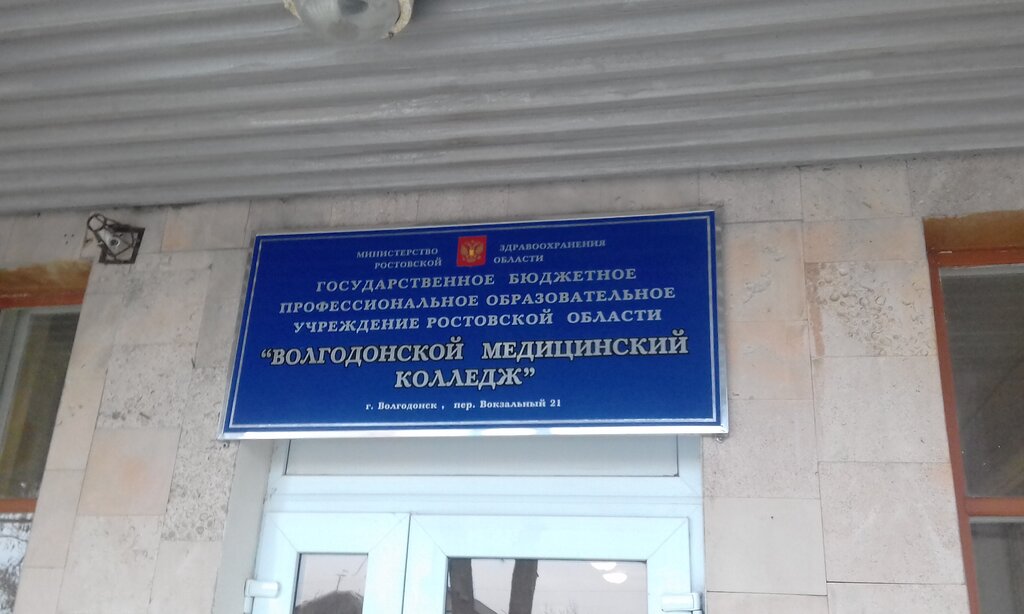 МИНИСТЕРСТВО ЗДРАВООХРАНЕНИЯ
РОСТОВСКОЙ ОБЛАСТИ
ГОСУДАРСТВЕННОЕ БЮДЖЕТНОЕ
ПРОФЕССИОНАЛЬНОЕ ОБРАЗОВАТЕЛЬНОЕ
УЧРЕЖДЕНИЕ РОСТОВСКОЙ ОБЛАСТИ
“ВОЛГОДОНСКОЙ МЕДИЦИНСКИЙ
КОЛЛЕДЖ”
г. Волгодонск , пер. Вокзальный 21